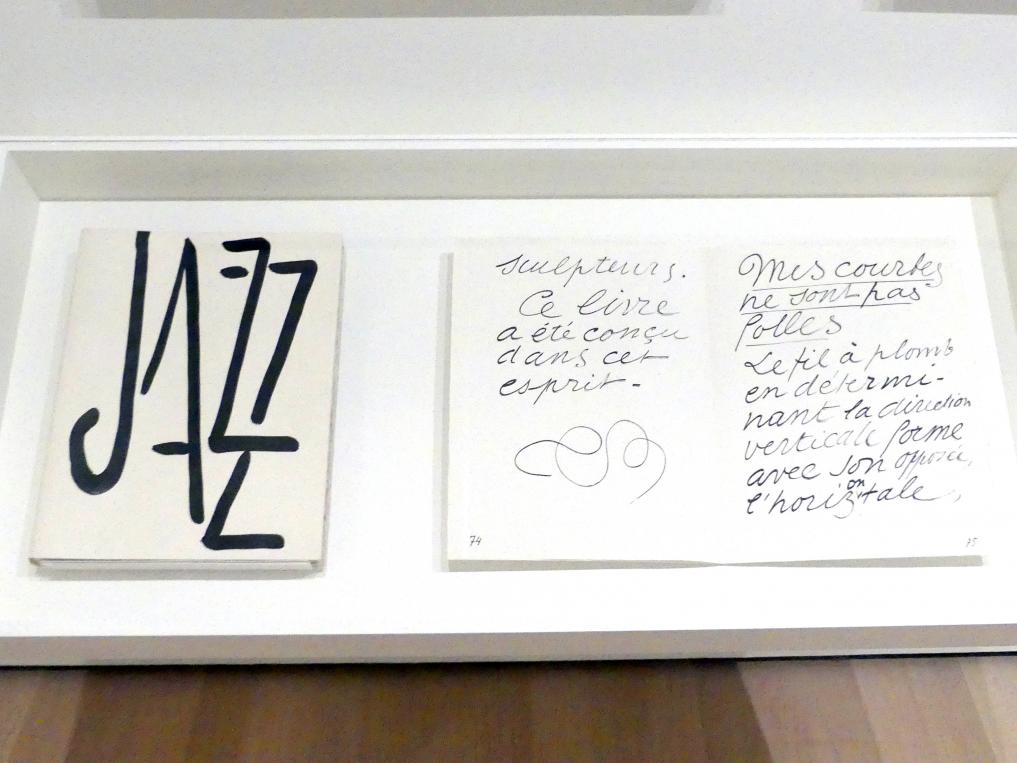 JAZZ
sculpteurs.
Ce livre
a été conçu
dans cet
esprit-
74
Mes courbes
ne sont pas
folles
Le fil à plomb
en détermi-
nant la direction
verticale forme
avec son opposée,
l'horizontale,
75